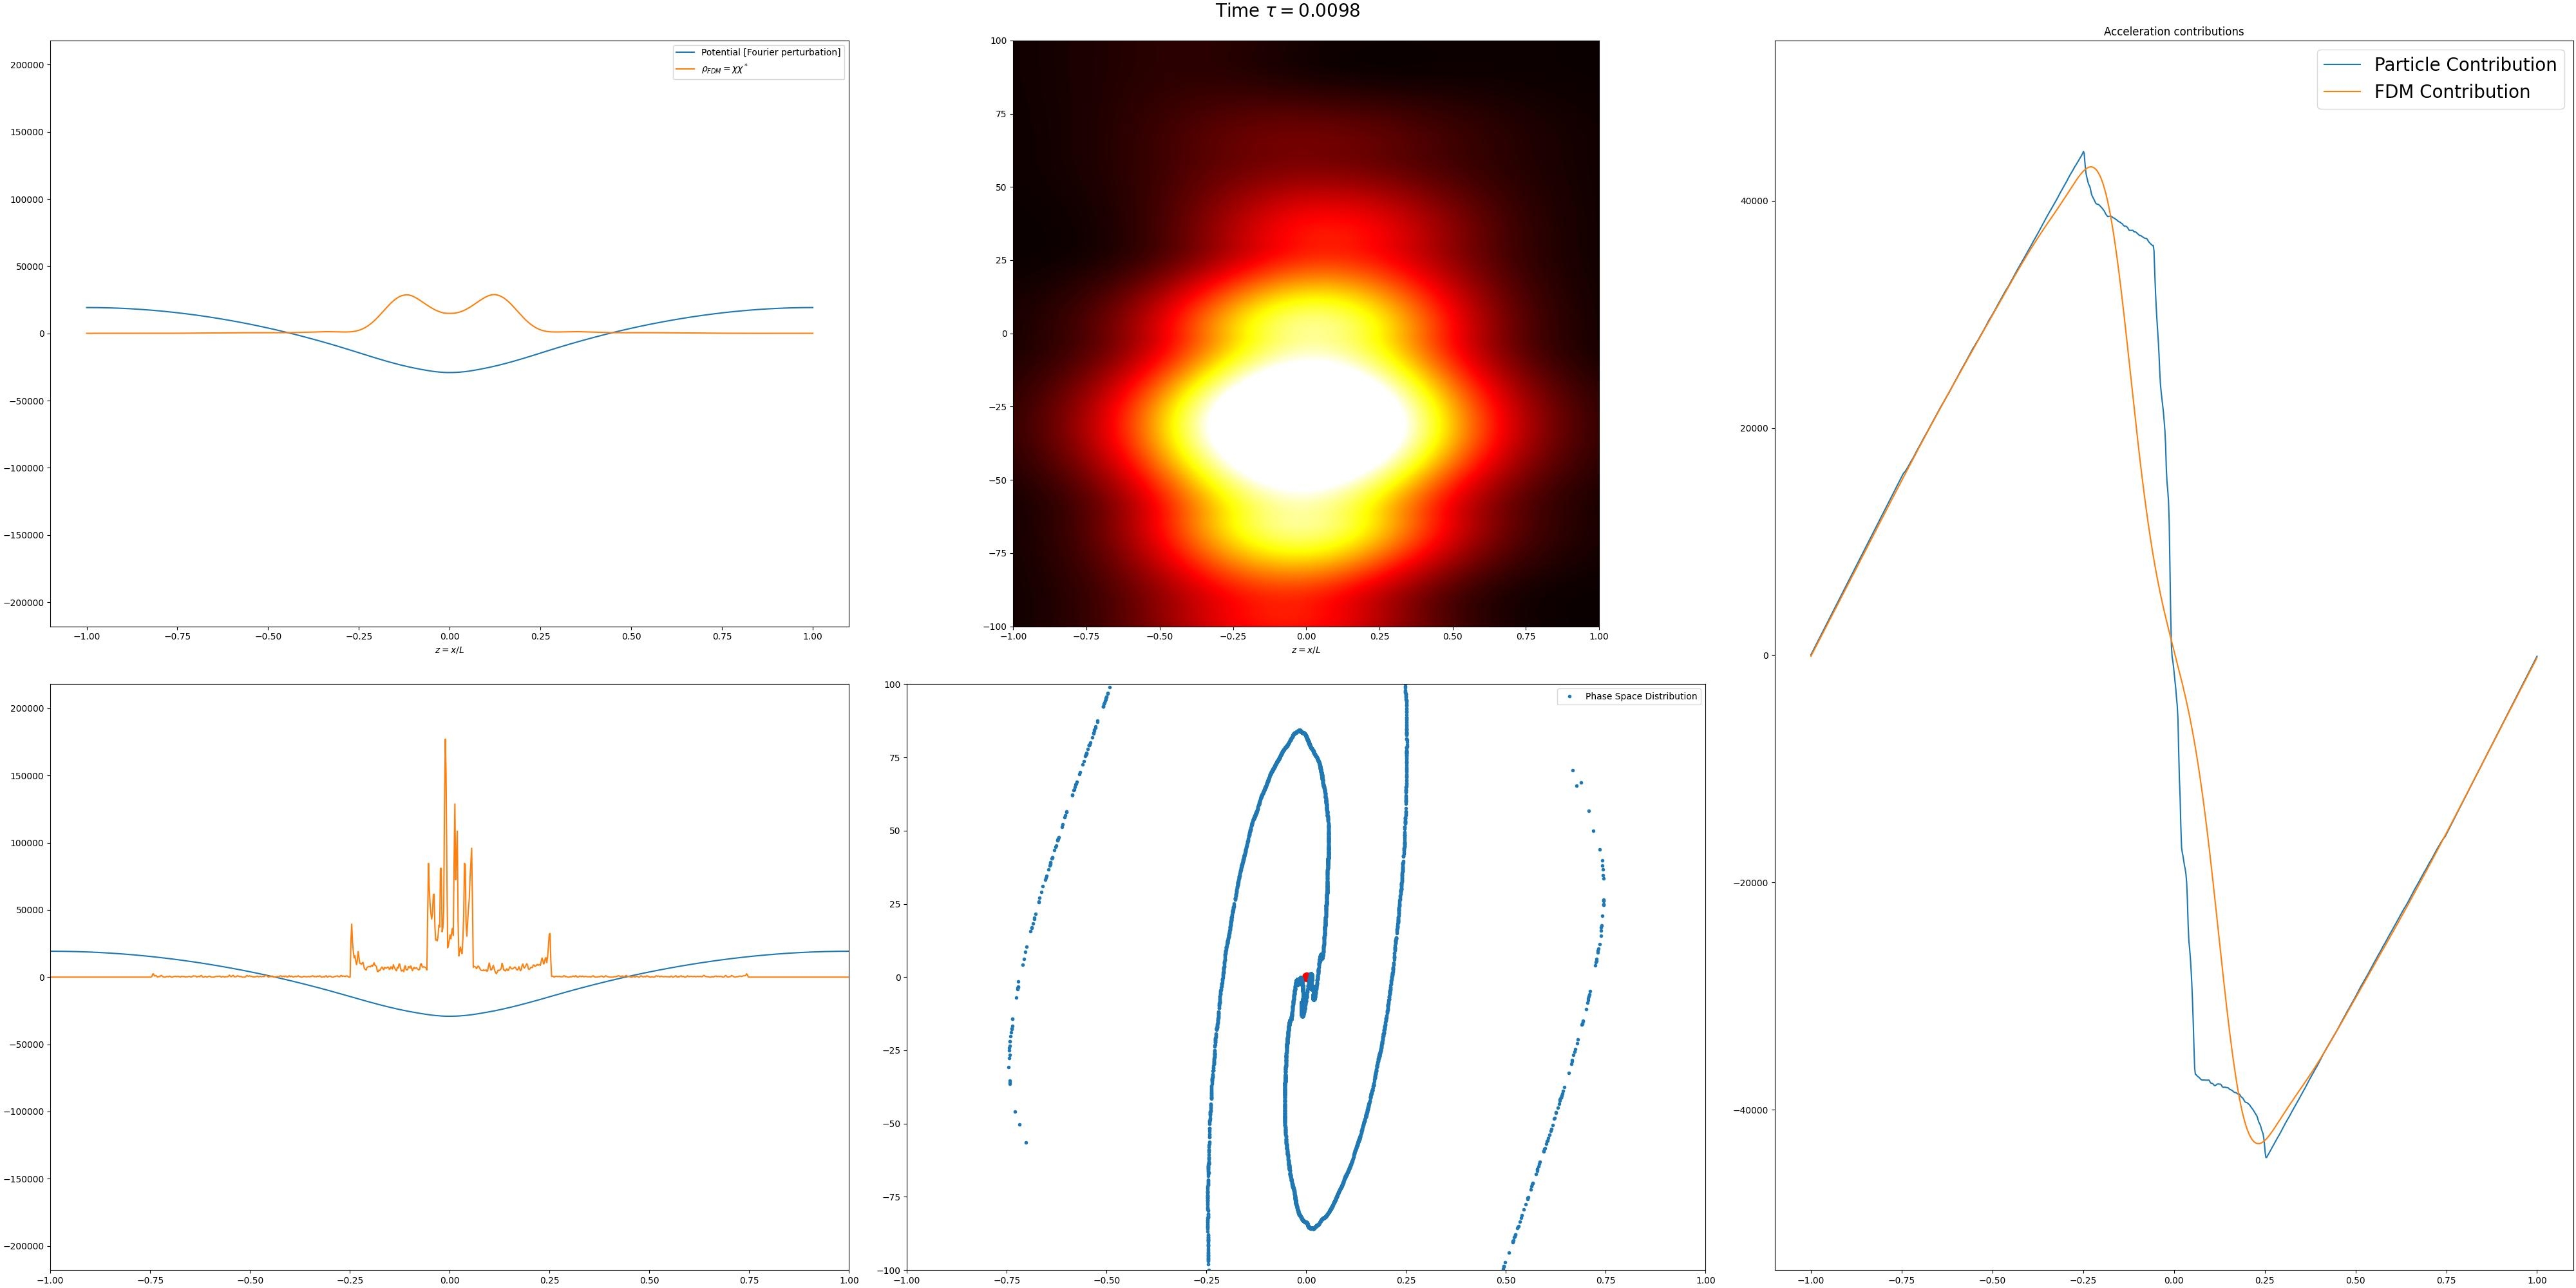 Time τ = 0.0098
Potential [Fourier perturbation]
ρ_FDM = χχ*
200000
150000
100000
50000
0
−50000
−100000
−150000
−200000
−1.00 −0.75 −0.50 −0.25 0.00 0.25 0.50 0.75 1.00
z = x/L
100
75
50
25
0
−25
−50
−75
−100
−1.00 −0.75 −0.50 −0.25 0.00 0.25 0.50 0.75 1.00
z = x/L
Acceleration contributions
Particle Contribution
FDM Contribution
40000
20000
0
−20000
−40000
−1.00 −0.75 −0.50 −0.25 0.00 0.25 0.50 0.75 1.00
200000
150000
100000
50000
0
−50000
−100000
−150000
−200000
−1.00 −0.75 −0.50 −0.25 0.00 0.25 0.50 0.75 1.00
Phase Space Distribution
100
75
50
25
0
−25
−50
−75
−100
−1.00 −0.75 −0.50 −0.25 0.00 0.25 0.50 0.75 1.00